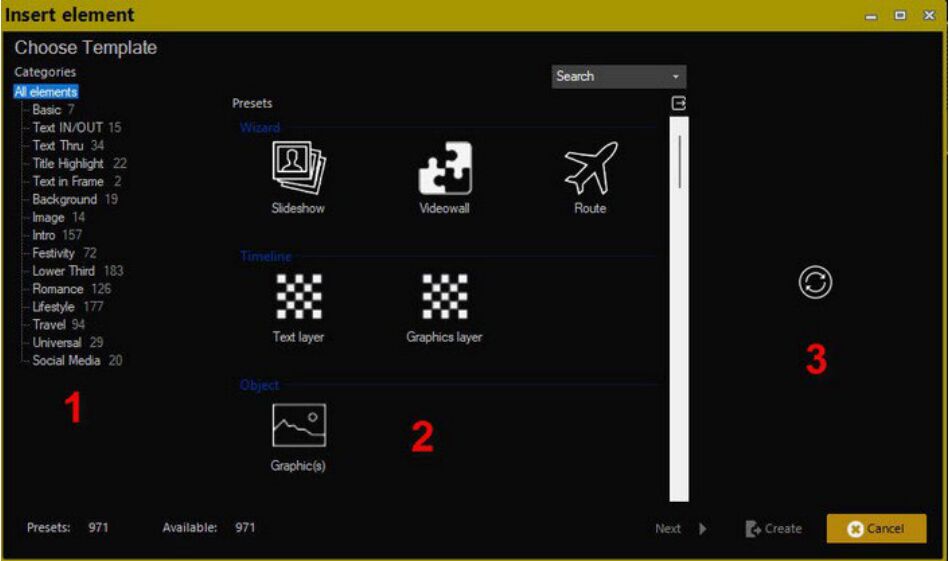 Insert element
Choose Template
Categories
Search
All elements
Basic 7
Text IN/OUT 15
Text Thru 34
Title Highlight 22
Text in Frame 2
Background 19
Image 14
Intro 157
Festivity 72
Lower Third 183
Romance 126
Lifestyle 177
Travel 94
Universal 29
Social Media 20
1
Presets
Wizard
Slideshow Videowall Route
Timeline
Text layer Graphics layer
Object
Graphic(s)
2
3
Presets: 971 Available: 971 Next Create Cancel